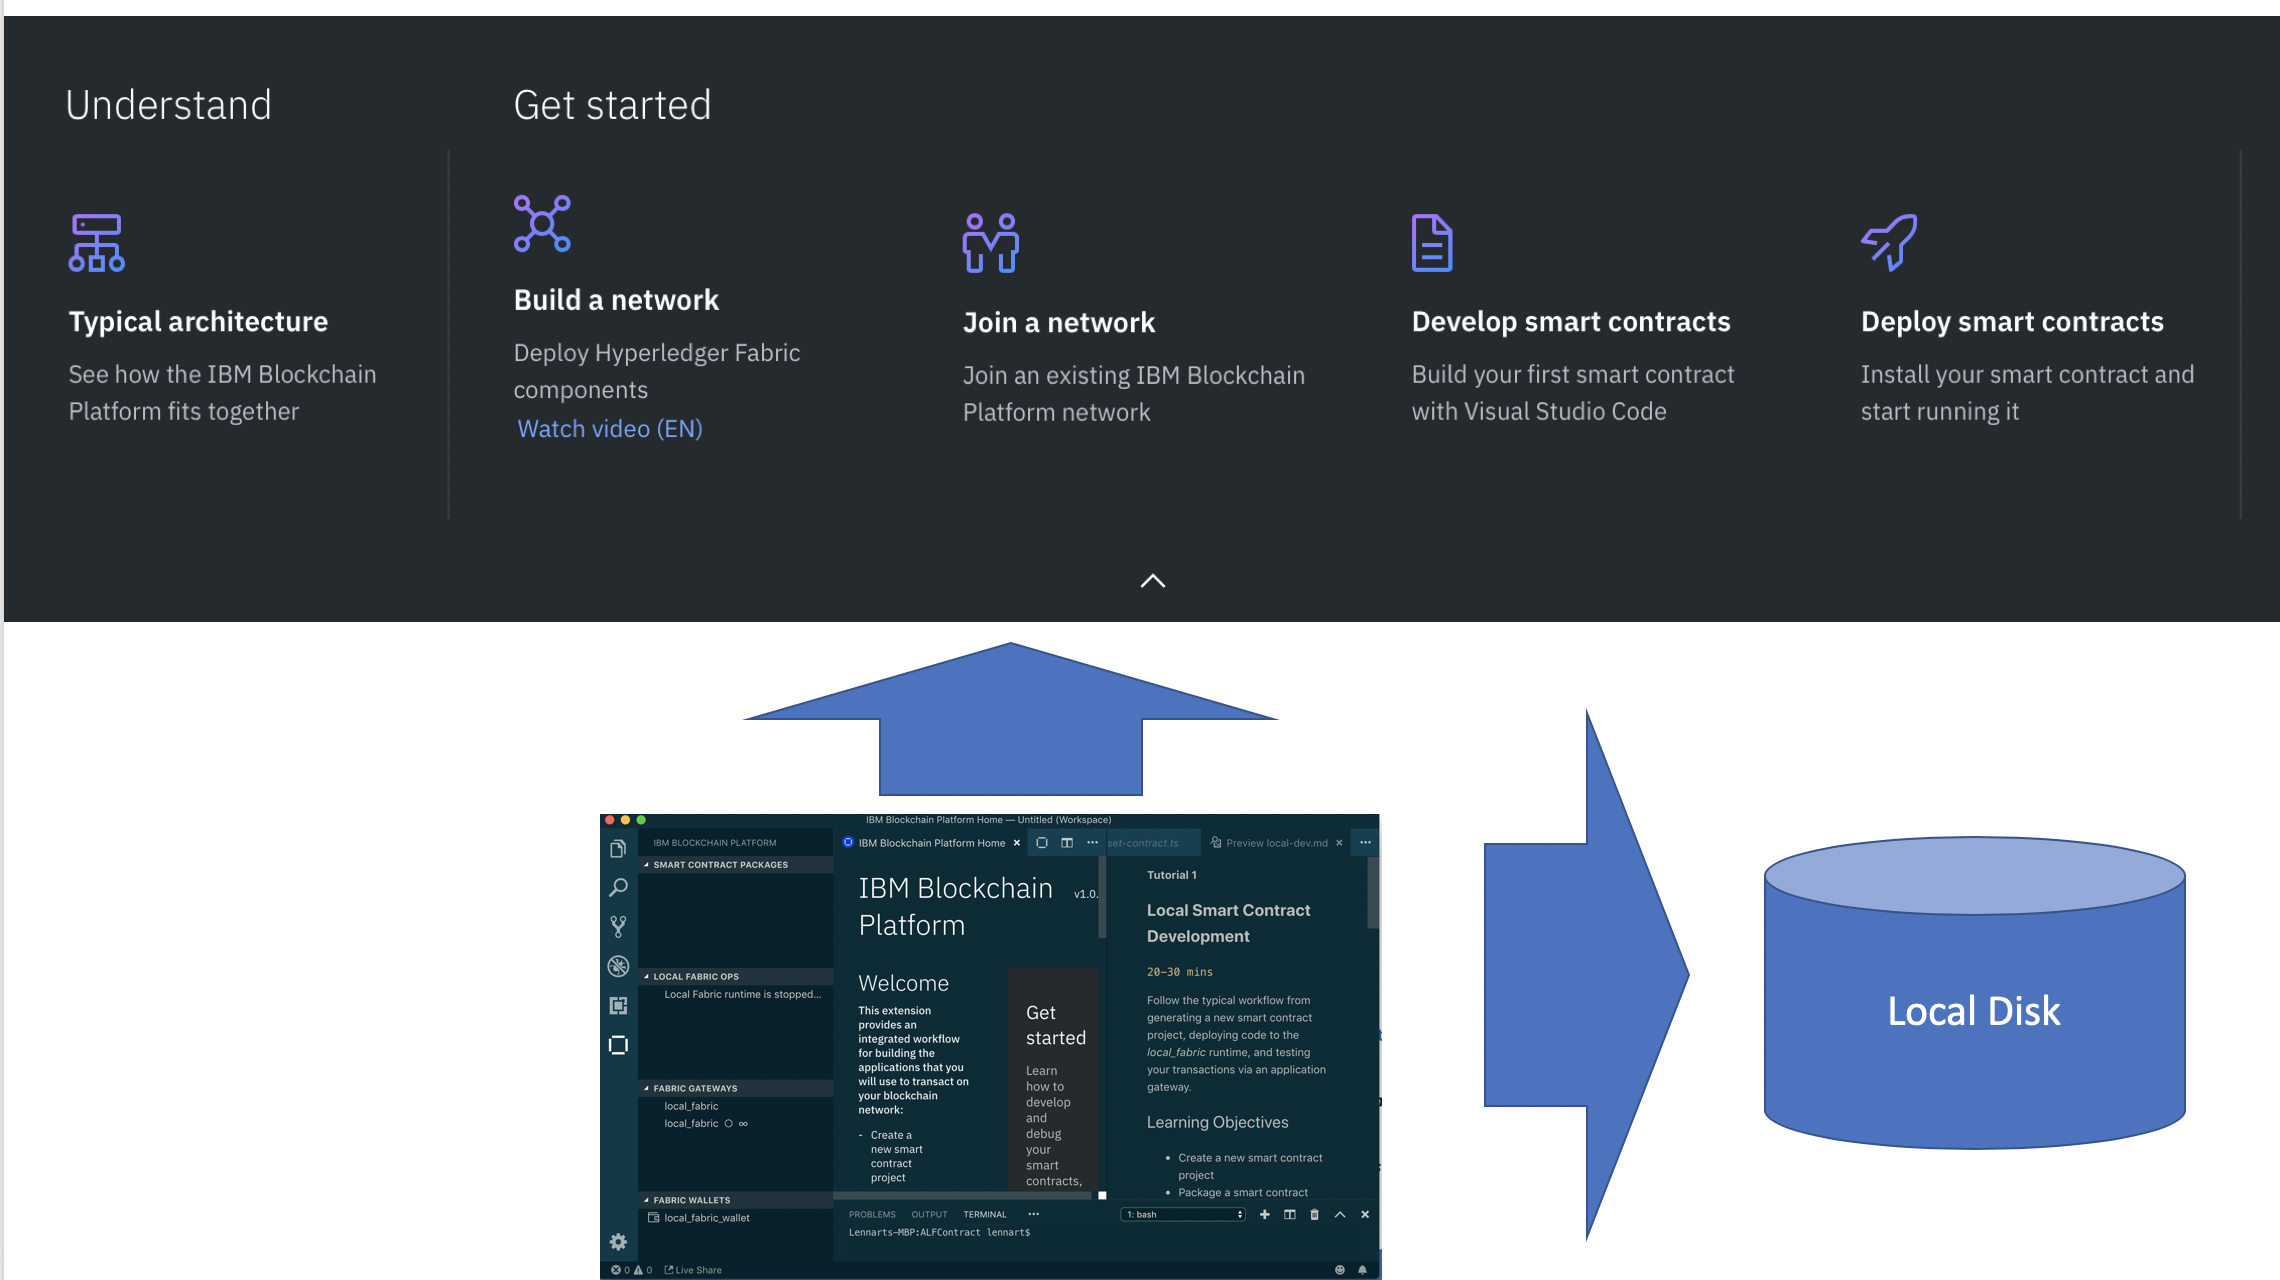 Understand
Get started
Typical architecture
See how the IBM Blockchain
Platform fits together
Build a network
Deploy Hyperledger Fabric
components
Watch video (EN)
Join a network
Join an existing IBM Blockchain
Platform network
Develop smart contracts
Build your first smart contract
with Visual Studio Code
Deploy smart contracts
Install your smart contract and
start running it
IBM Blockchain Platform Home — Untitled (Workspace)
IBM BLOCKCHAIN PLATFORM
SMART CONTRACT PACKAGES
LOCAL FABRIC OPS
Local Fabric runtime is stopped...
FABRIC GATEWAYS
local_fabric
local_fabric
FABRIC WALLETS
local_fabric_wallet
IBM Blockchain Platform Home
set-contract.ts
Preview local-dev.md
IBM Blockchain v1.0.
Platform
Welcome
This extension
provides an
integrated workflow
for building the
applications that you
will use to transact on
your blockchain
network:
- Create a
new smart
contract
project
Get
started
Learn
how to
develop
and
debug
your
smart
contracts,
Tutorial 1
Local Smart Contract
Development
20-30 mins
Follow the typical workflow from
generating a new smart contract
project, deploying code to the
local_fabric runtime, and testing
your transactions via an application
gateway.
Learning Objectives
• Create a new smart contract
project
• Package a smart contract
PROBLEMS OUTPUT TERMINAL ...
1: bash
Lennarts-MBP:ALFContract lennart$
0 0 Live Share
Local Disk